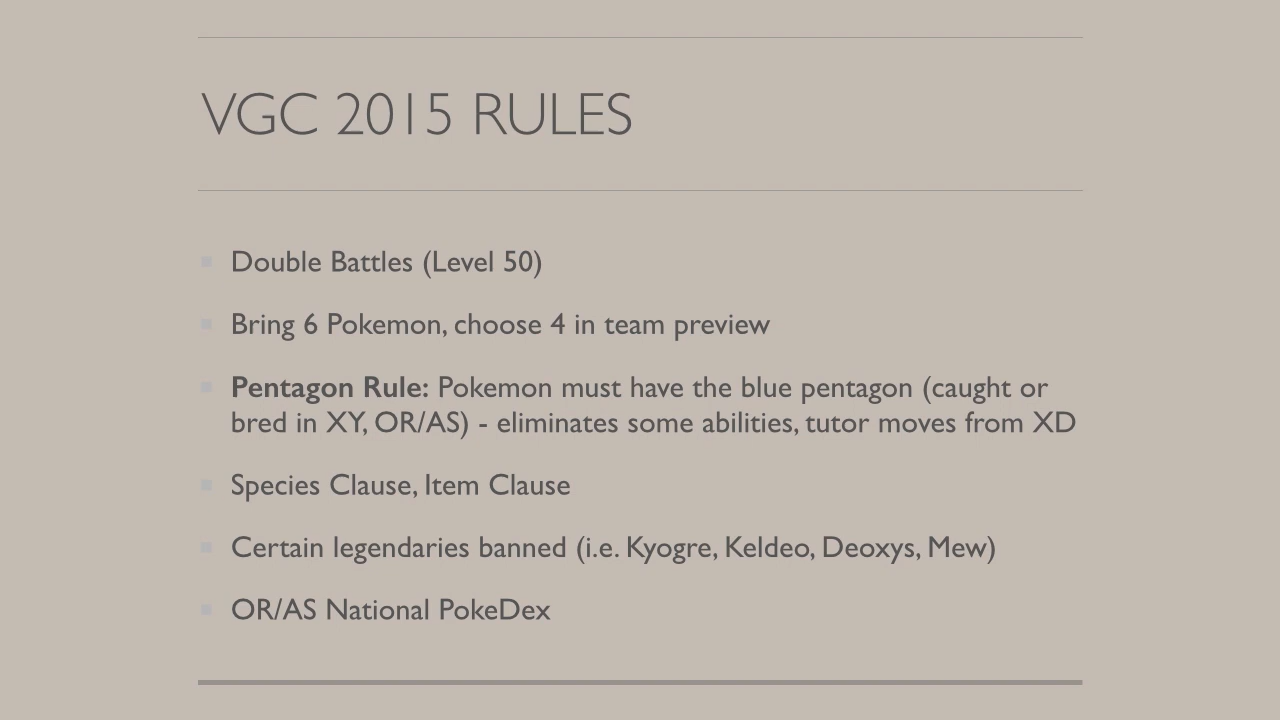 VGC 2015 RULES
Double Battles (Level 50)
Bring 6 Pokemon, choose 4 in team preview
Pentagon Rule: Pokemon must have the blue pentagon (caught or
bred in XY, OR/AS) - eliminates some abilities, tutor moves from XD
Species Clause, Item Clause
Certain legendaries banned (i.e. Kyogre, Keldeo, Deoxys, Mew)
OR/AS National PokeDex